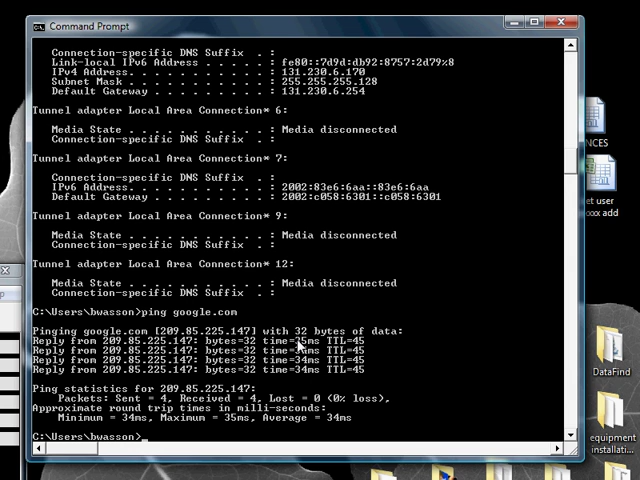 Command Prompt
Connection-specific DNS Suffix  . :
Link-local IPv6 Address . . . . . : fe80::7d9d:db92:8757:2d79%8
IPv4 Address. . . . . . . . . . . : 131.230.6.170
Subnet Mask . . . . . . . . . . . : 255.255.255.128
Default Gateway . . . . . . . . . : 131.230.6.254
Tunnel adapter Local Area Connection* 6:
Media State . . . . . . . . . . . : Media disconnected
Connection-specific DNS Suffix  . :
Tunnel adapter Local Area Connection* 7:
Connection-specific DNS Suffix  . :
IPv6 Address. . . . . . . . . . . : 2002:83e6:6aa::83e6:6aa
Default Gateway . . . . . . . . . : 2002:c058:6301::c058:6301
Tunnel adapter Local Area Connection* 9:
Media State . . . . . . . . . . . : Media disconnected
Connection-specific DNS Suffix  . :
Tunnel adapter Local Area Connection* 12:
Media State . . . . . . . . . . . : Media disconnected
Connection-specific DNS Suffix  . :
C:\Users\bwasson>ping google.com
Pinging google.com [209.85.225.147] with 32 bytes of data:
Reply from 209.85.225.147: bytes=32 time=35ms TTL=45
Reply from 209.85.225.147: bytes=32 time=34ms TTL=45
Reply from 209.85.225.147: bytes=32 time=34ms TTL=45
Reply from 209.85.225.147: bytes=32 time=34ms TTL=45
Ping statistics for 209.85.225.147:
Packets: Sent = 4, Received = 4, Lost = 0 (0% loss),
Approximate round trip times in milli-seconds:
Minimum = 34ms, Maximum = 35ms, Average = 34ms
C:\Users\bwasson>_
NCES
et user
xxx add
DataFind
equipment
installati...